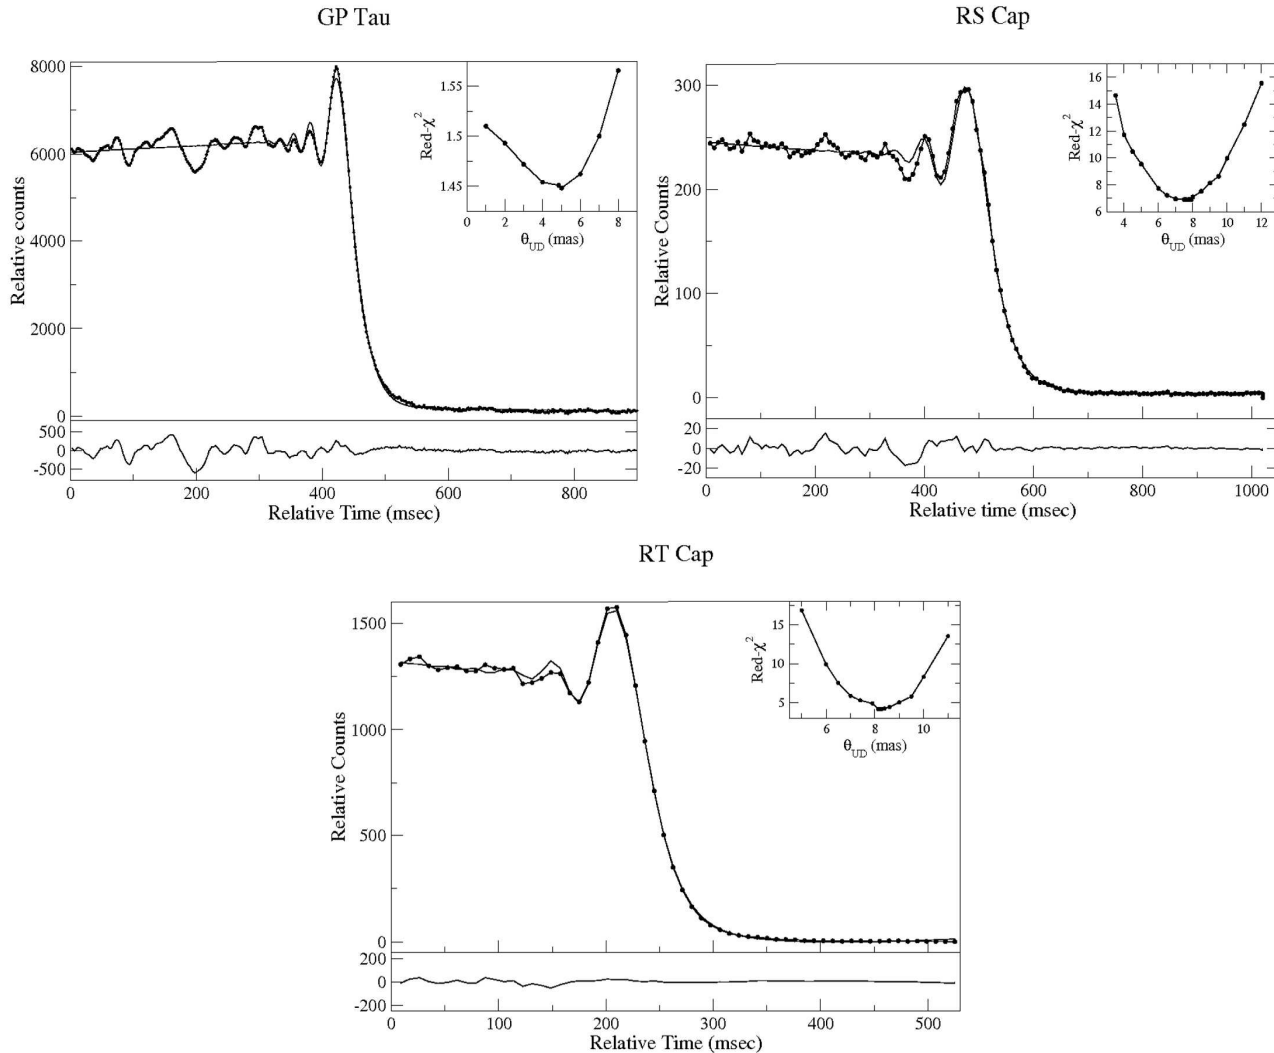 GP Tau
8000
6000
4000
2000
0
Relative counts
1.55
1.5
1.45
Red-χ²
0 2 4 6 8
θUD (mas)
500
0
-500
0 200 400 600 800
Relative Time (msec)
RS Cap
300
200
100
0
Relative Counts
16
14
12
10
8
6
Red-χ²
4 6 8 10 12
θUD (mas)
20
0
-20
0 200 400 600 800 1000
Relative time (msec)
RT Cap
1500
1000
500
0
Relative Counts
15
10
5
Red-χ²
6 8 10
θUD (mas)
200
0
-200
0 100 200 300 400 500
Relative Time (msec)